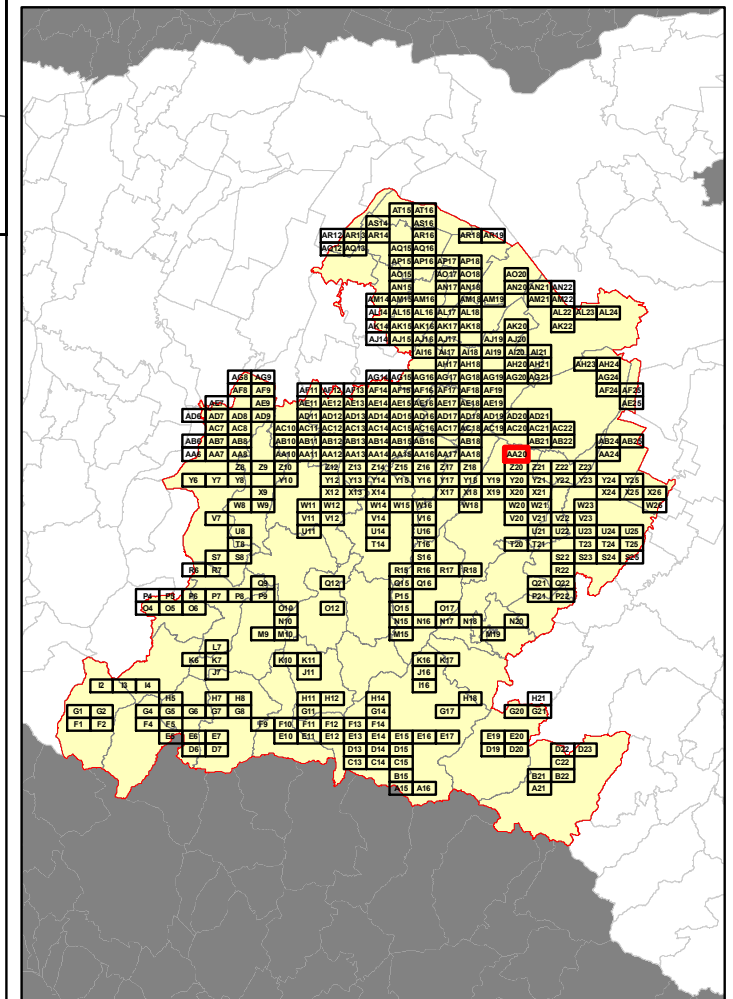 AT15 AT16
AS14 AS16
AR12 AR13 AR14 AR16 AR18 AR19
AQ12 AQ13 AQ15 AQ16
AP15 AP16 AP17 AP18
AO15 AO17 AO18 AO20
AN15 AN17 AN18 AN20 AN21 AN22
AM14 AM15 AM16 AM18 AM19 AM21 AM22
AL14 AL15 AL16 AL17 AL18 AL22 AL23 AL24
AK14 AK15 AK16 AK17 AK18 AK20 AK22
AJ14 AJ15 AJ16 AJ17 AJ19 AJ20
AI16 AI17 AI18 AI19 AI20 AI21
AH17 AH18 AH20 AH21 AH23 AH24
AG8 AG9 AG14 AG15 AG16 AG17 AG18 AG19 AG20 AG21 AG24
AF8 AF9 AF11 AF12 AF13 AF14 AF15 AF16 AF17 AF18 AF19 AF24 AF25
AE7 AE9 AE11 AE12 AE13 AE14 AE15 AE16 AE17 AE18 AE19 AE25
AD6 AD7 AD8 AD9 AD11 AD12 AD13 AD14 AD15 AD16 AD17 AD18 AD19 AD20 AD21
AC7 AC8 AC10 AC11 AC12 AC13 AC14 AC15 AC16 AC17 AC18 AC19 AC20 AC21 AC22
AB6 AB7 AB8 AB10 AB11 AB12 AB13 AB14 AB15 AB16 AB18 AB21 AB22 AB24 AB25
AA6 AA7 AA8 AA10 AA11 AA12 AA13 AA14 AA15 AA16 AA17 AA18 AA20 AA24
Z8 Z9 Z10 Z12 Z13 Z14 Z15 Z16 Z17 Z18 Z20 Z21 Z22 Z23
Y6 Y7 Y8 Y10 Y12 Y13 Y14 Y15 Y16 Y17 Y18 Y19 Y20 Y21 Y22 Y23 Y24 Y25
X9 X12 X13 X14 X17 X18 X19 X20 X21 X24 X25 X26
W8 W9 W11 W12 W14 W15 W16 W18 W20 W21 W23 W26
V7 V11 V12 V14 V16 V20 V21 V22 V23
U8 U11 U14 U16 U21 U22 U23 U24 U25
T8 T14 T16 T20 T21 T23 T24 T25
S7 S8 S16 S22 S23 S24 S25
R6 R7 R15 R16 R17 R18 R22
Q9 Q12 Q15 Q16 Q21 Q22
P4 P5 P6 P7 P8 P9 P15 P21 P22
O4 O5 O6 O10 O12 O15 O17
N10 N15 N16 N17 N18 N20
M9 M10 M15 M19
L7
K6 K7 K10 K11 K16 K17
J7 J11 J16
I2 I3 I4 I16
H5 H7 H8 H11 H12 H14 H18 H21
G1 G2 G4 G5 G6 G7 G8 G11 G14 G17 G20 G21
F1 F2 F4 F5 F9 F10 F11 F12 F13 F14
E5 E6 E7 E10 E11 E12 E13 E14 E15 E16 E17 E19 E20
D6 D7 D13 D14 D15 D19 D20 D22 D23
C13 C14 C15 C22
B15 B21 B22
A15 A16 A21